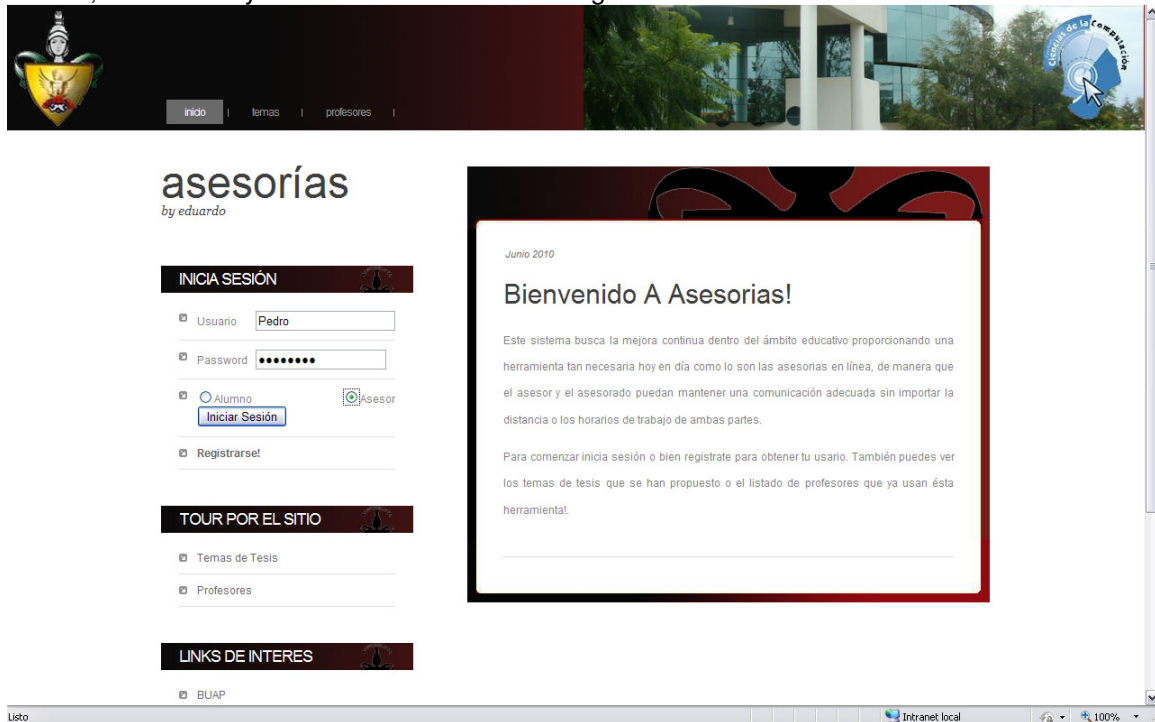 inicio | temas | profesores |
Ciencias de la Computación
asesorías
by eduardo
INICIA SESIÓN
Usuario Pedro
Password ●●●●●●●●
Alumno Asesor
Iniciar Sesión
Registrarse!
TOUR POR EL SITIO
Temas de Tesis
Profesores
LINKS DE INTERES
BUAP
Junio 2010
Bienvenido A Asesorias!
Este sistema busca la mejora continua dentro del ámbito educativo proporcionando una
herramienta tan necesaria hoy en día como lo son las asesorias en línea, de manera que
el asesor y el asesorado puedan mantener una comunicación adecuada sin importar la
distancia o los horarios de trabajo de ambas partes.
Para comenzar inicia sesión o bien registrate para obtener tu usario. También puedes ver
los temas de tesis que se han propuesto o el listado de profesores que ya usan ésta
herramienta!.
Listo Intranet local 100%